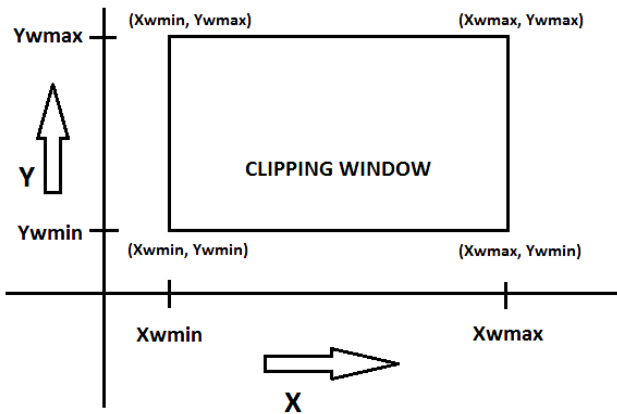 (Xwmin, Ywmax) (Xwmax, Ywmax)
Ywmax
CLIPPING WINDOW
Y
Ywmin
(Xwmin, Ywmin) (Xwmax, Ywmin)
Xwmin Xwmax
X